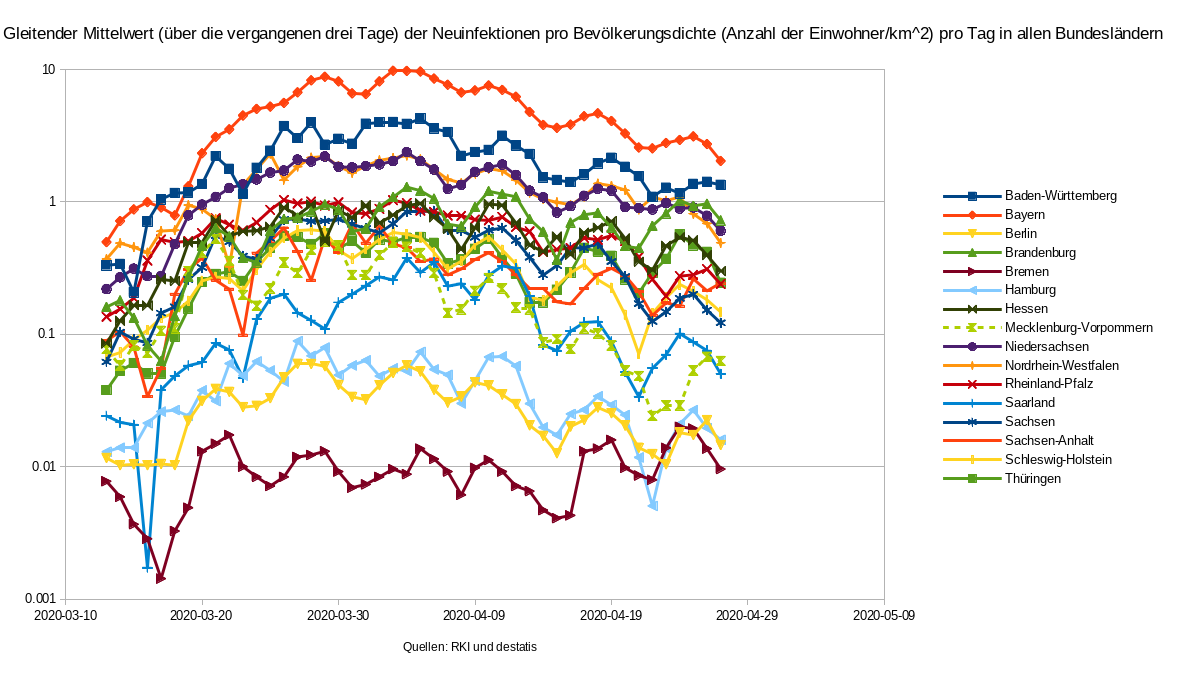 Gleitender Mittelwert (über die vergangenen drei Tage) der Neuinfektionen pro Bevölkerungsdichte (Anzahl der Einwohner/km^2) pro Tag in allen Bundesländern
10
1
0.1
0.01
0.001
2020-03-10
2020-03-20
2020-03-30
2020-04-09
2020-04-19
2020-04-29
2020-05-09
Quellen: RKI und destatis
Baden-Württemberg
Bayern
Berlin
Brandenburg
Bremen
Hamburg
Hessen
Mecklenburg-Vorpommern
Niedersachsen
Nordrhein-Westfalen
Rheinland-Pfalz
Saarland
Sachsen
Sachsen-Anhalt
Schleswig-Holstein
Thüringen